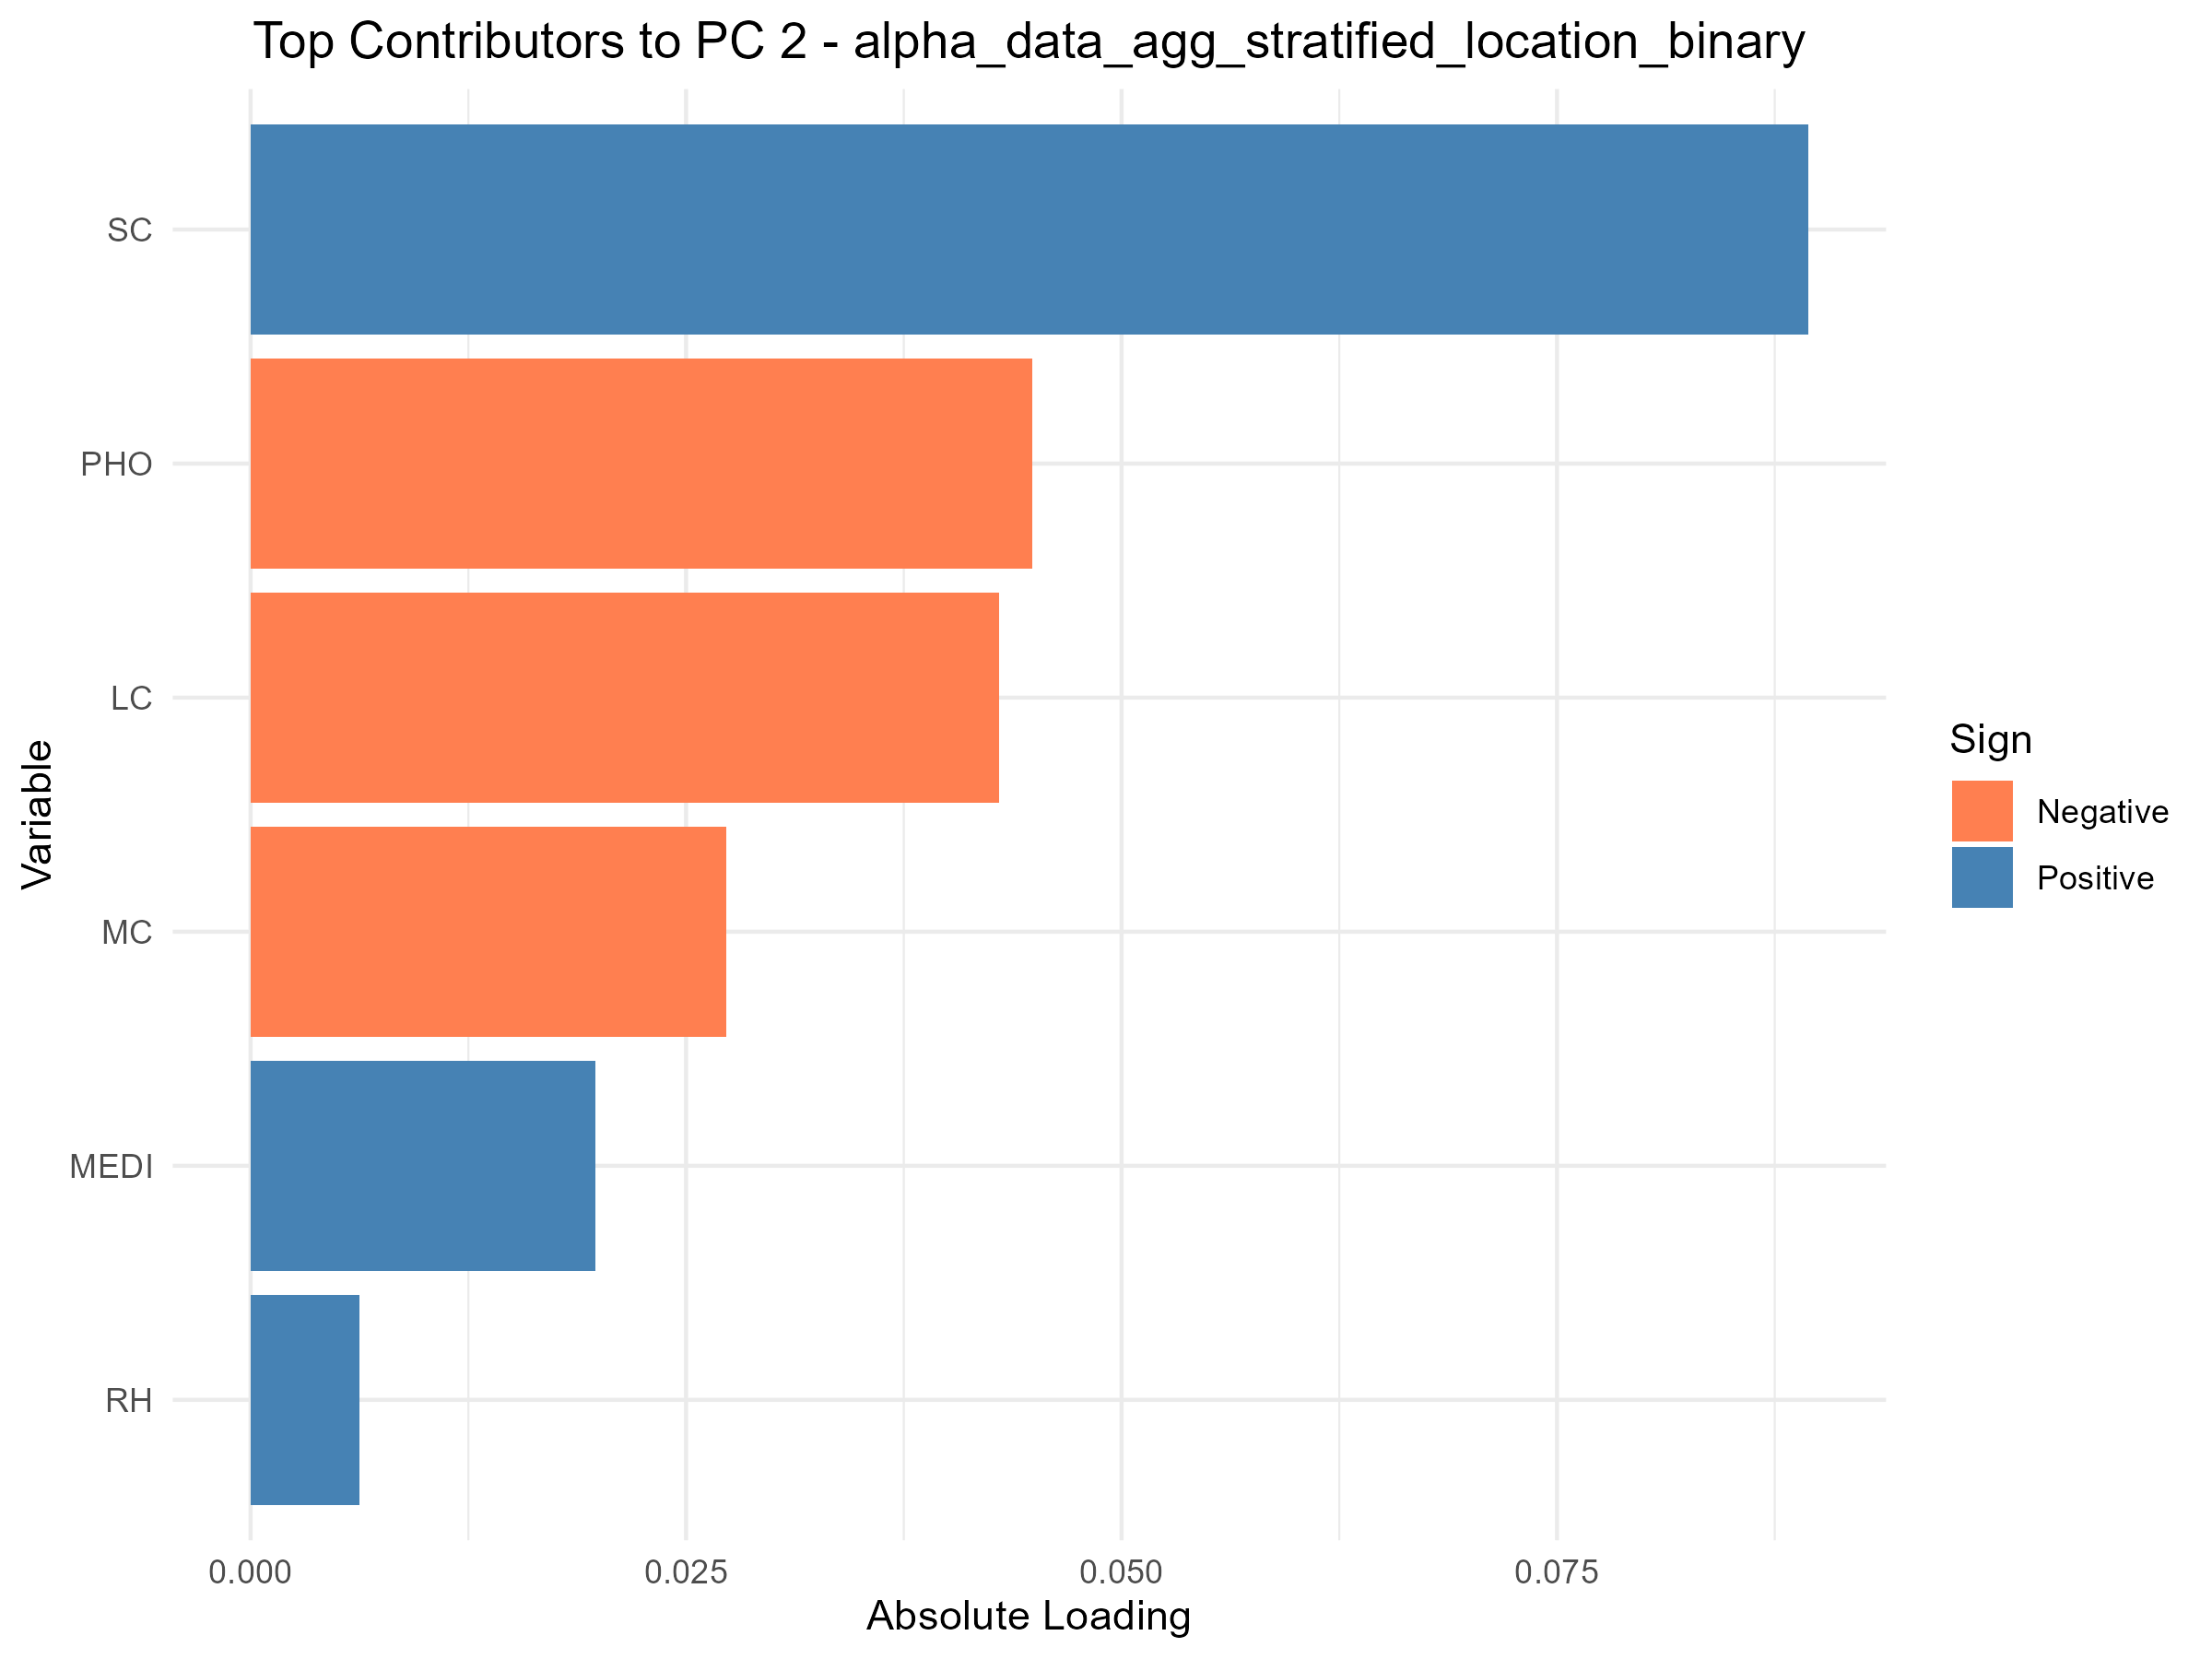 Top Contributors to PC 2 - alpha_data_agg_stratified_location_binary
SC
PHO
LC
MC
MEDI
RH
Variable
0.000
0.025
0.050
0.075
Absolute Loading
Sign
Negative
Positive